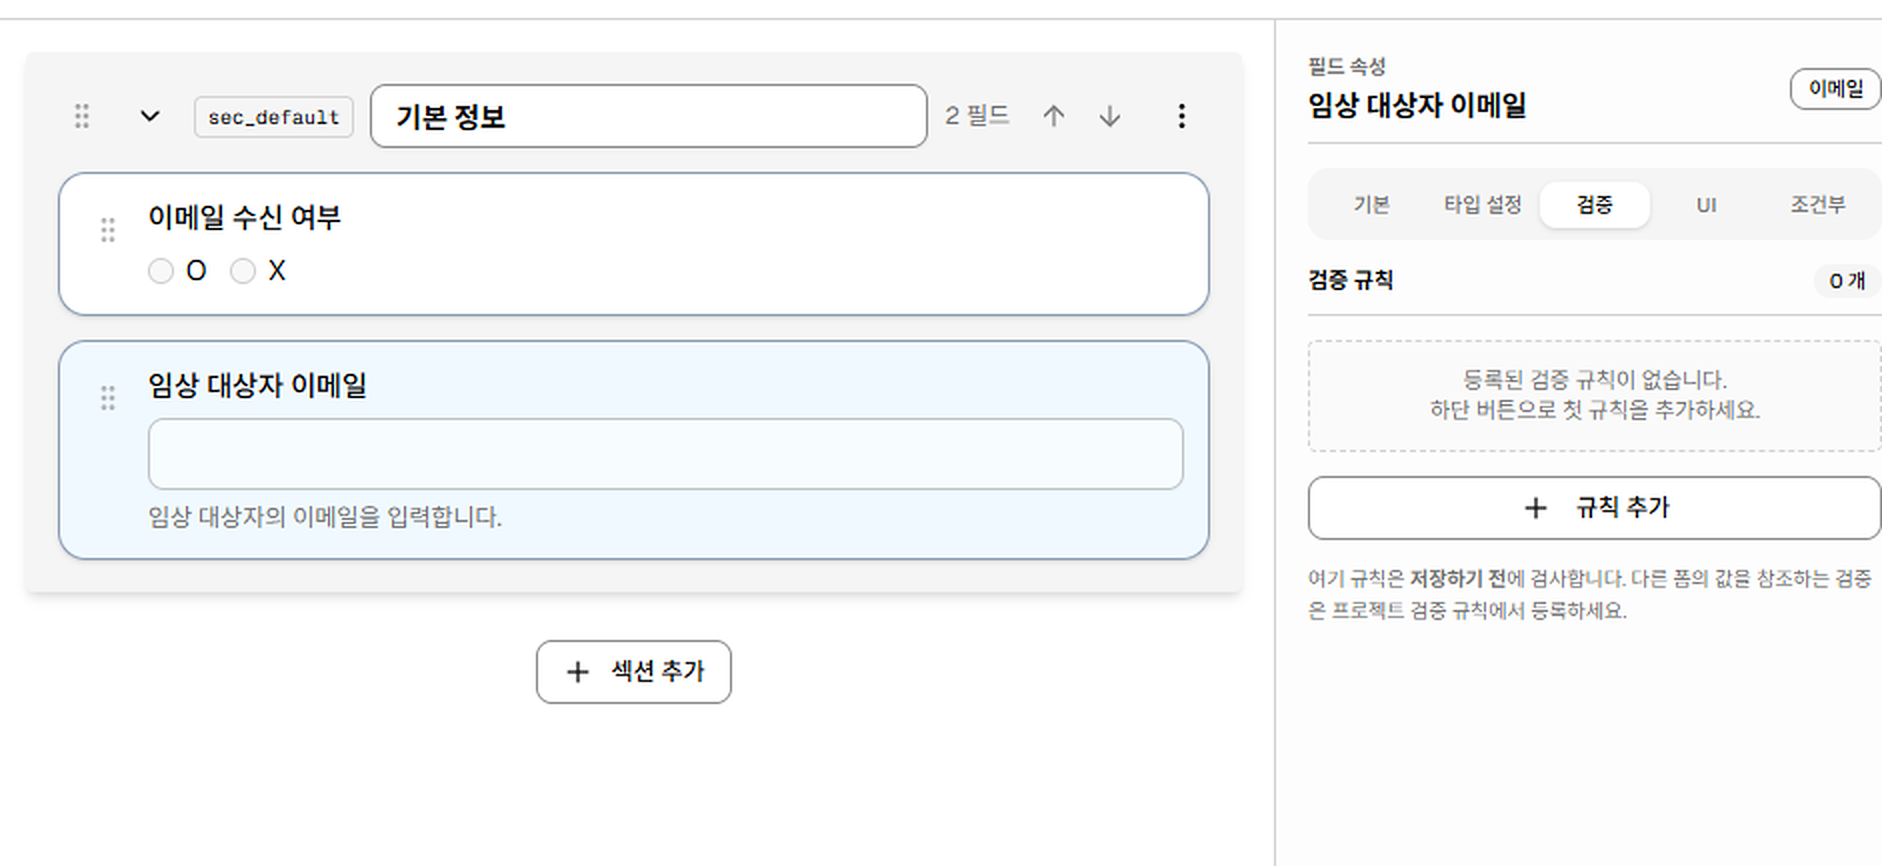 sec_default
기본 정보
2 필드
이메일 수신 여부
O X
임상 대상자 이메일
임상 대상자의 이메일을 입력합니다.
+ 섹션 추가
필드 속성
임상 대상자 이메일
이메일
기본 타입 설정 검증 UI 조건부
검증 규칙
0 개
등록된 검증 규칙이 없습니다.
하단 버튼으로 첫 규칙을 추가하세요.
+ 규칙 추가
여기 규칙은 저장하기 전에 검사합니다. 다른 폼의 값을 참조하는 검증
은 프로젝트 검증 규칙에서 등록하세요.